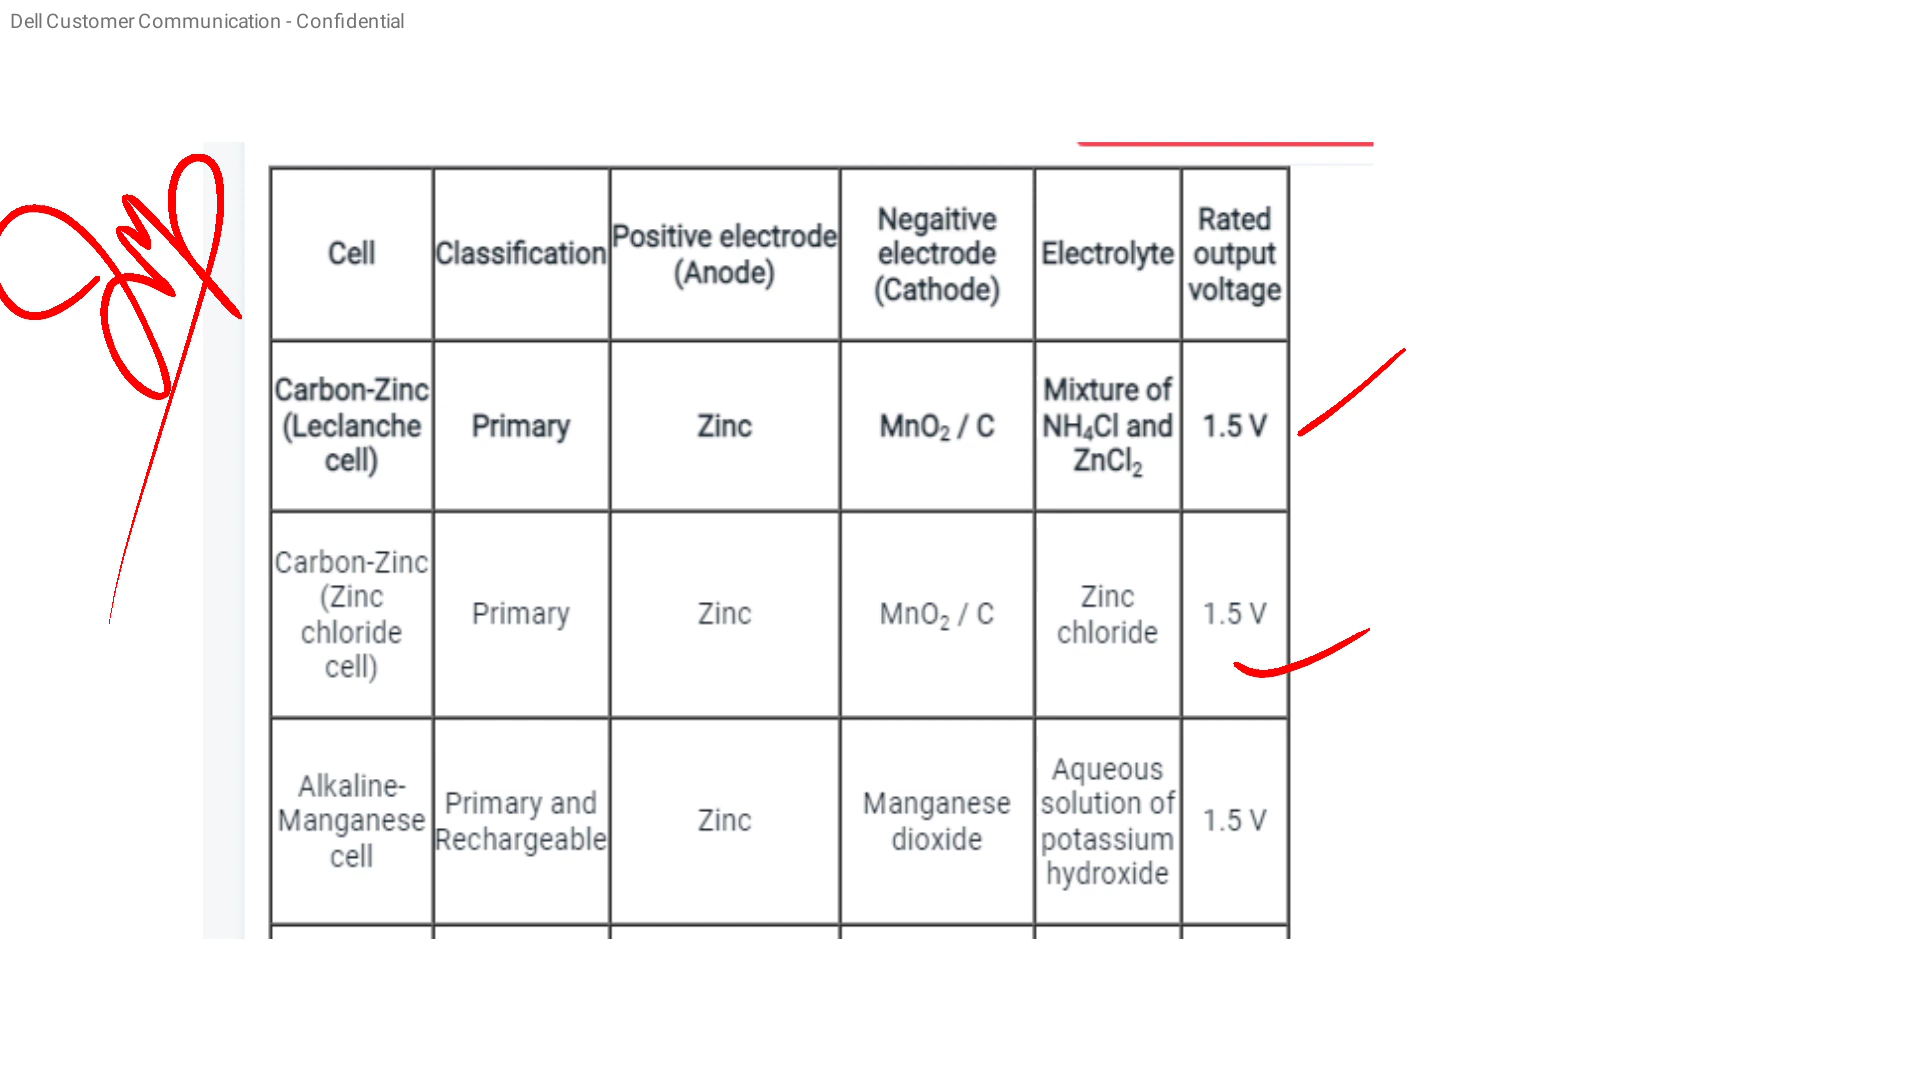 Dell Customer Communication - Confidential
Cell
Classification
Positive electrode
(Anode)
Negaitive
electrode
(Cathode)
Electrolyte
Rated
output
voltage
Carbon-Zinc
(Leclanche
cell)
Primary
Zinc
MnO₂ / C
Mixture of
NH₄Cl and
ZnCl₂
1.5 V
Carbon-Zinc
(Zinc
chloride
cell)
Primary
Zinc
MnO₂ / C
Zinc
chloride
1.5 V
Alkaline-
Manganese
cell
Primary and
Rechargeable
Zinc
Manganese
dioxide
Aqueous
solution of
potassium
hydroxide
1.5 V